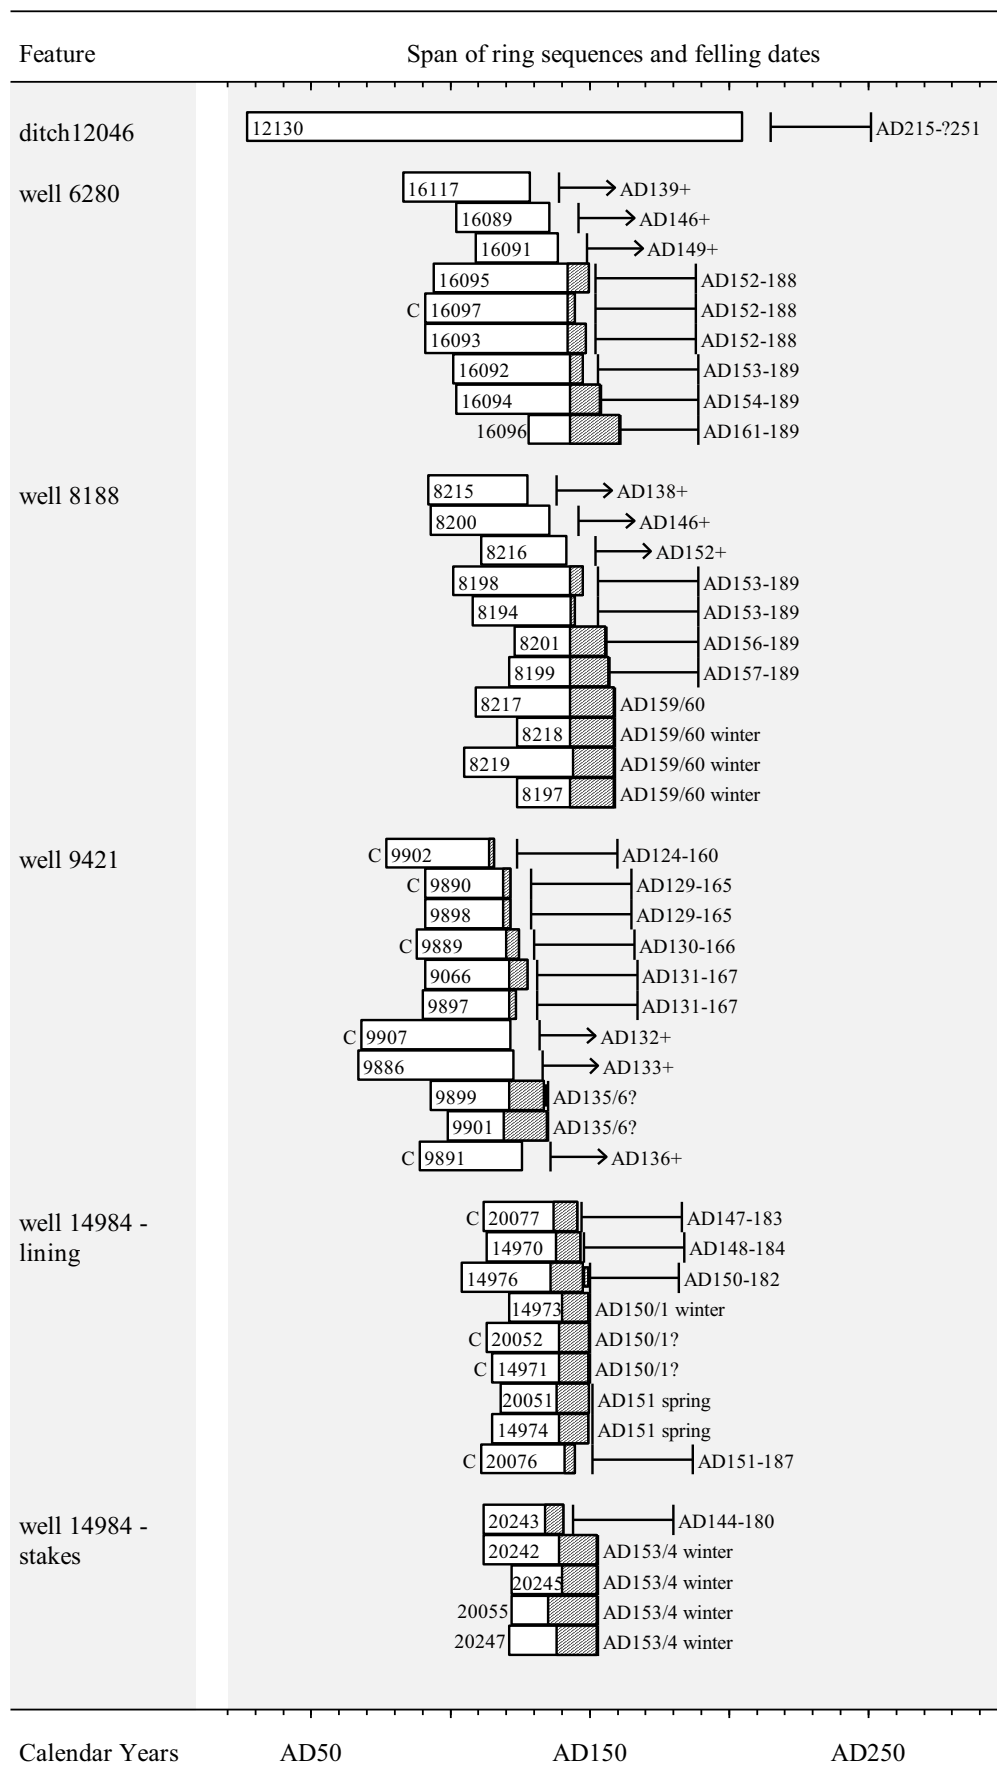 Feature Span of ring sequences and felling dates
ditch12046 12130 AD215-?251
well 6280 16117 AD139+
16089 AD146+
16091 AD149+
16095 AD152-188
C 16097 AD152-188
16093 AD152-188
16092 AD153-189
16094 AD154-189
16096 AD161-189
well 8188 8215 AD138+
8200 AD146+
8216 AD152+
8198 AD153-189
8194 AD153-189
8201 AD156-189
8199 AD157-189
8217 AD159/60
8218 AD159/60 winter
8219 AD159/60 winter
8197 AD159/60 winter
well 9421 C 9902 AD124-160
C 9890 AD129-165
9898 AD129-165
C 9889 AD130-166
9066 AD131-167
9897 AD131-167
C 9907 AD132+
9886 AD133+
9899 AD135/6?
9901 AD135/6?
C 9891 AD136+
well 14984 - C 20077 AD147-183
lining 14970 AD148-184
14976 AD150-182
14973 AD150/1 winter
C 20052 AD150/1?
C 14971 AD150/1?
20051 AD151 spring
14974 AD151 spring
C 20076 AD151-187
well 14984 - 20243 AD144-180
stakes 20242 AD153/4 winter
20245 AD153/4 winter
20055 AD153/4 winter
20247 AD153/4 winter
Calendar Years AD50 AD150 AD250